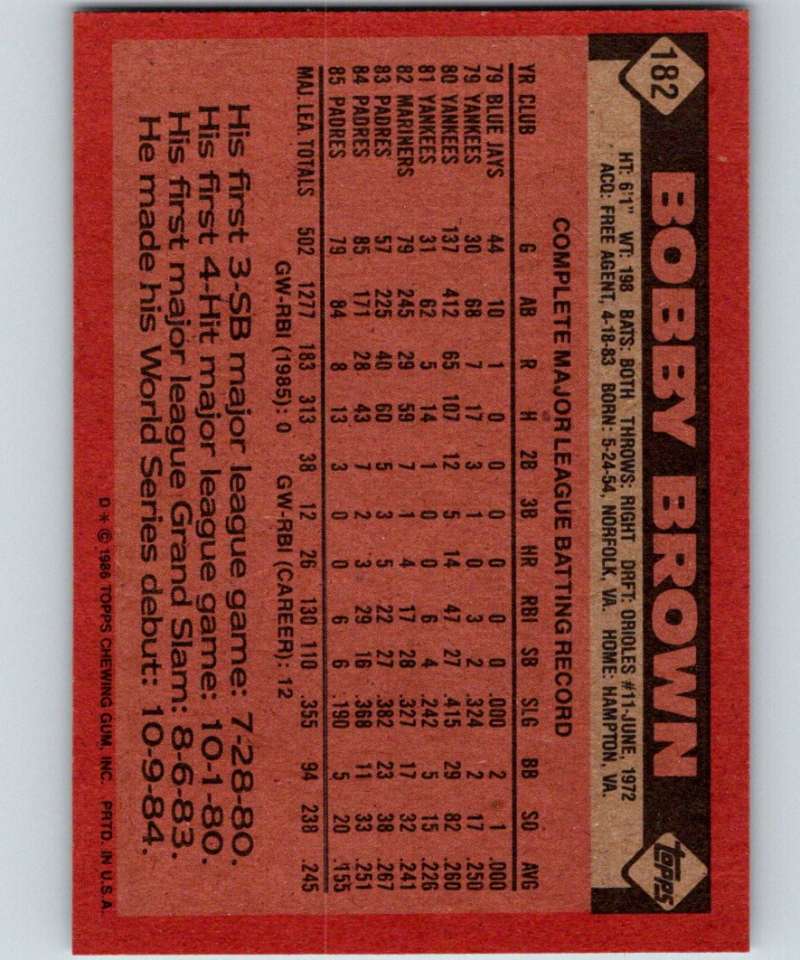 182
BOBBY BROWN
topps
HT: 6'1" WT: 198 BATS: BOTH THROWS: RIGHT DRFT: ORIOLES #11-JUNE, 1972
ACQ: FREE AGENT, 4-18-83 BORN: 5-24-54, NORFOLK, VA. HOME: HAMPTON, VA.
COMPLETE MAJOR LEAGUE BATTING RECORD
YR CLUB G AB R H 2B 3B HR RBI SB SLG BB SO AVG
79 BLUE JAYS 44 10 1 0 0 0 0 0 0 .000 2 1 .000
79 YANKEES 30 68 7 17 3 1 0 3 2 .324 2 17 .250
80 YANKEES 137 412 65 107 12 5 14 47 27 .415 29 82 .260
81 YANKEES 31 62 5 14 1 0 0 6 4 .242 5 15 .226
82 MARINERS 79 245 29 59 7 1 4 17 28 .327 17 32 .241
83 PADRES 57 225 40 60 5 3 5 22 27 .382 23 38 .267
84 PADRES 85 171 28 43 7 2 3 29 16 .368 11 33 .251
85 PADRES 79 84 8 13 3 0 0 6 6 .190 5 20 .155
MAJ. LEA. TOTALS 502 1277 183 313 38 12 26 130 110 .355 94 238 .245
GW-RBI (1985): 0 GW-RBI (CAREER): 12
His first 3-SB major league game: 7-28-80.
His first 4-Hit major league game: 10-1-80.
His first major league Grand Slam: 8-6-83.
He made his World Series debut: 10-9-84.
D * © 1986 TOPPS CHEWING GUM, INC. PRTD. IN U.S.A.